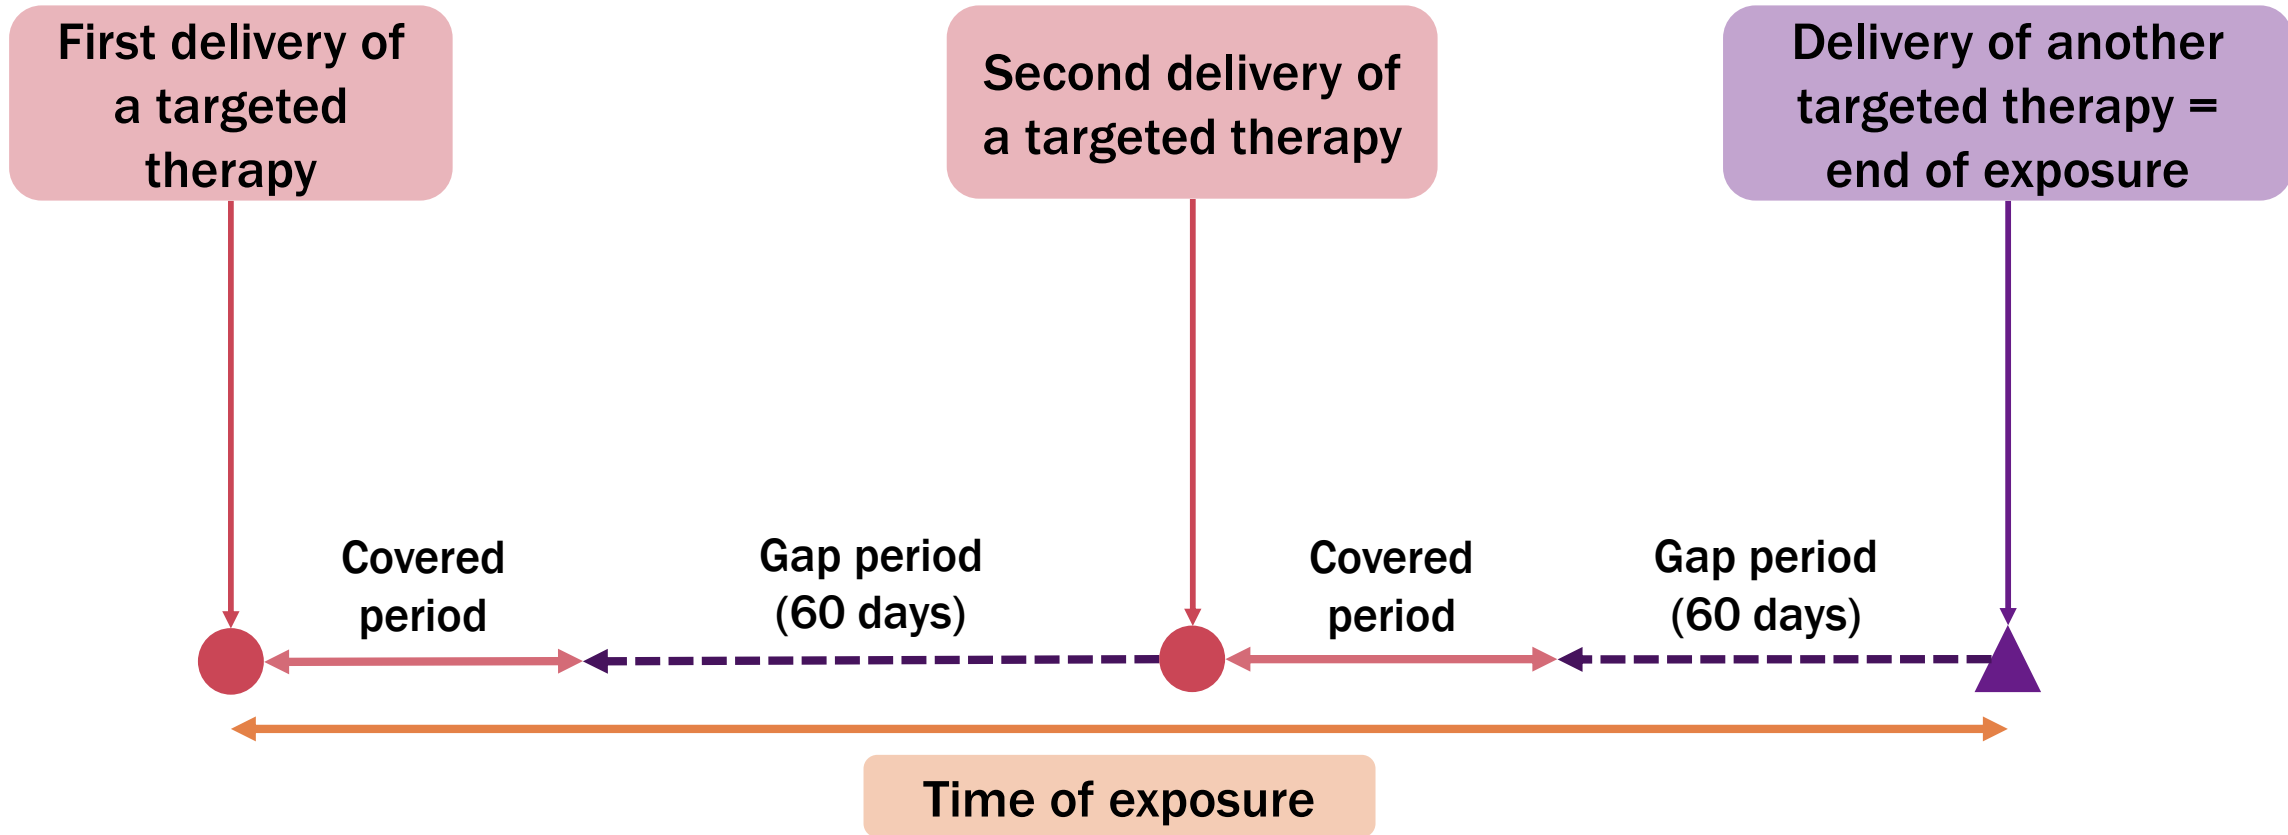 First delivery of
a targeted
therapy
Second delivery of
a targeted therapy
Delivery of another
targeted therapy =
end of exposure
Covered
period
Gap period
(60 days)
Covered
period
Gap period
(60 days)
Time of exposure